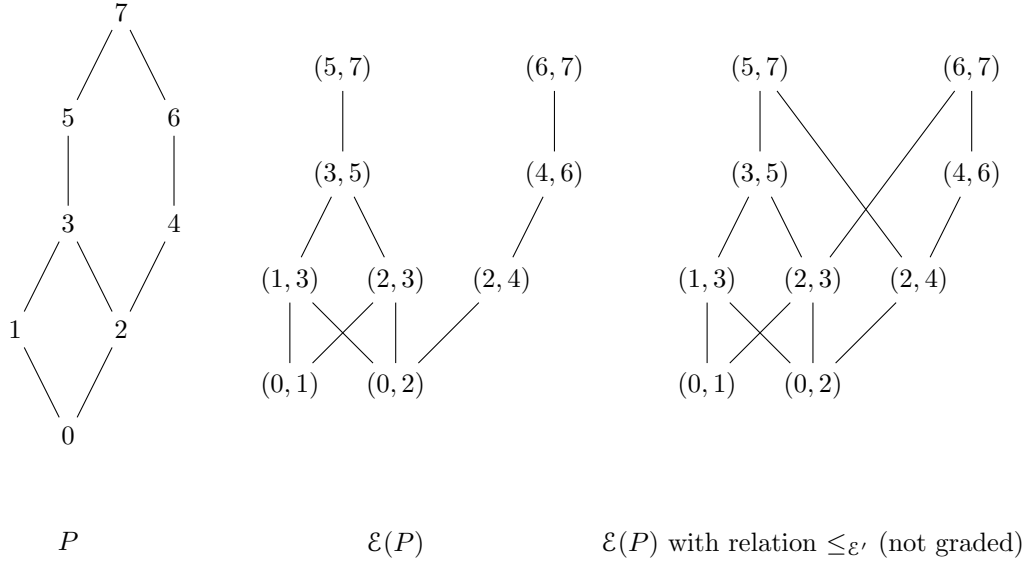 7
(5, 7) (6, 7) (5, 7) (6, 7)
5 6
(3, 5) (4, 6) (3, 5) (4, 6)
3 4
(1, 3) (2, 3) (2, 4) (1, 3) (2, 3) (2, 4)
1 2
(0, 1) (0, 2) (0, 1) (0, 2)
0
P ℰ(P) ℰ(P) with relation ≤_ℰ′ (not graded)